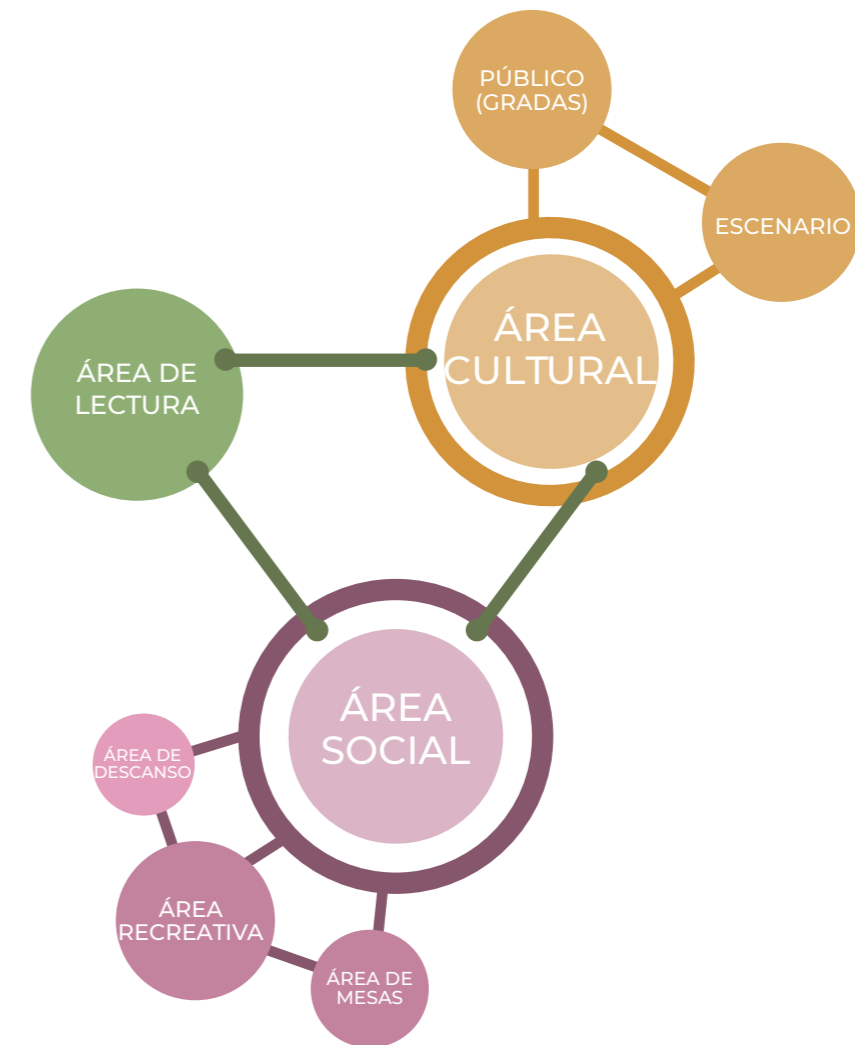 PÚBLICO
(GRADAS)
ESCENARIO
ÁREA
CULTURAL
ÁREA DE
LECTURA
ÁREA
SOCIAL
ÁREA DE
DESCANSO
ÁREA
RECREATIVA
ÁREA DE
MESAS